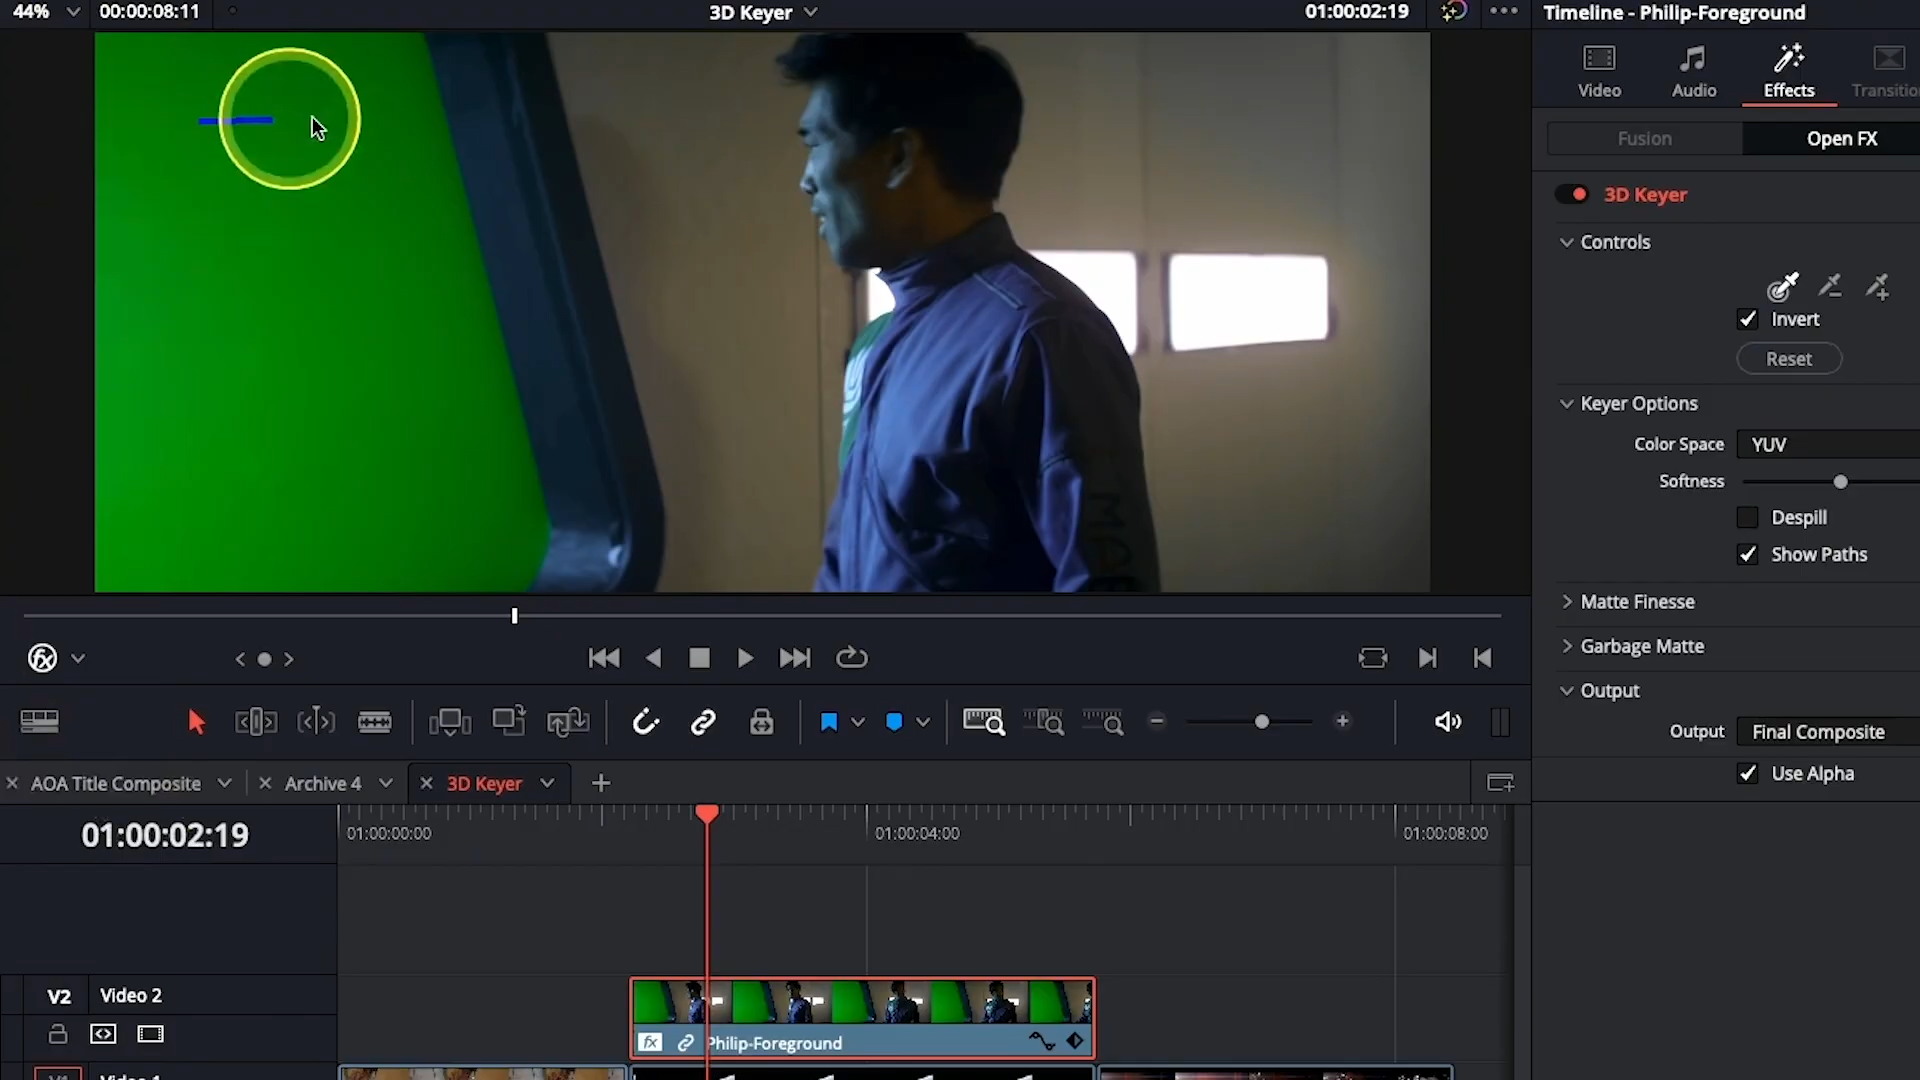 44%
00:00:08:11
3D Keyer
01:00:02:19
Timeline - Philip-Foreground
Video
Audio
Effects
Transitio
Fusion
Open FX
3D Keyer
Controls
Invert
Reset
Keyer Options
Color Space
YUV
Softness
Despill
Show Paths
Matte Finesse
Garbage Matte
Output
Output
Final Composite
Use Alpha
fx
AOA Title Composite
Archive 4
3D Keyer
01:00:02:19
01:00:00:00
01:00:04:00
01:00:08:00
V2
Video 2
fx
Philip-Foreground
V1
Video 1